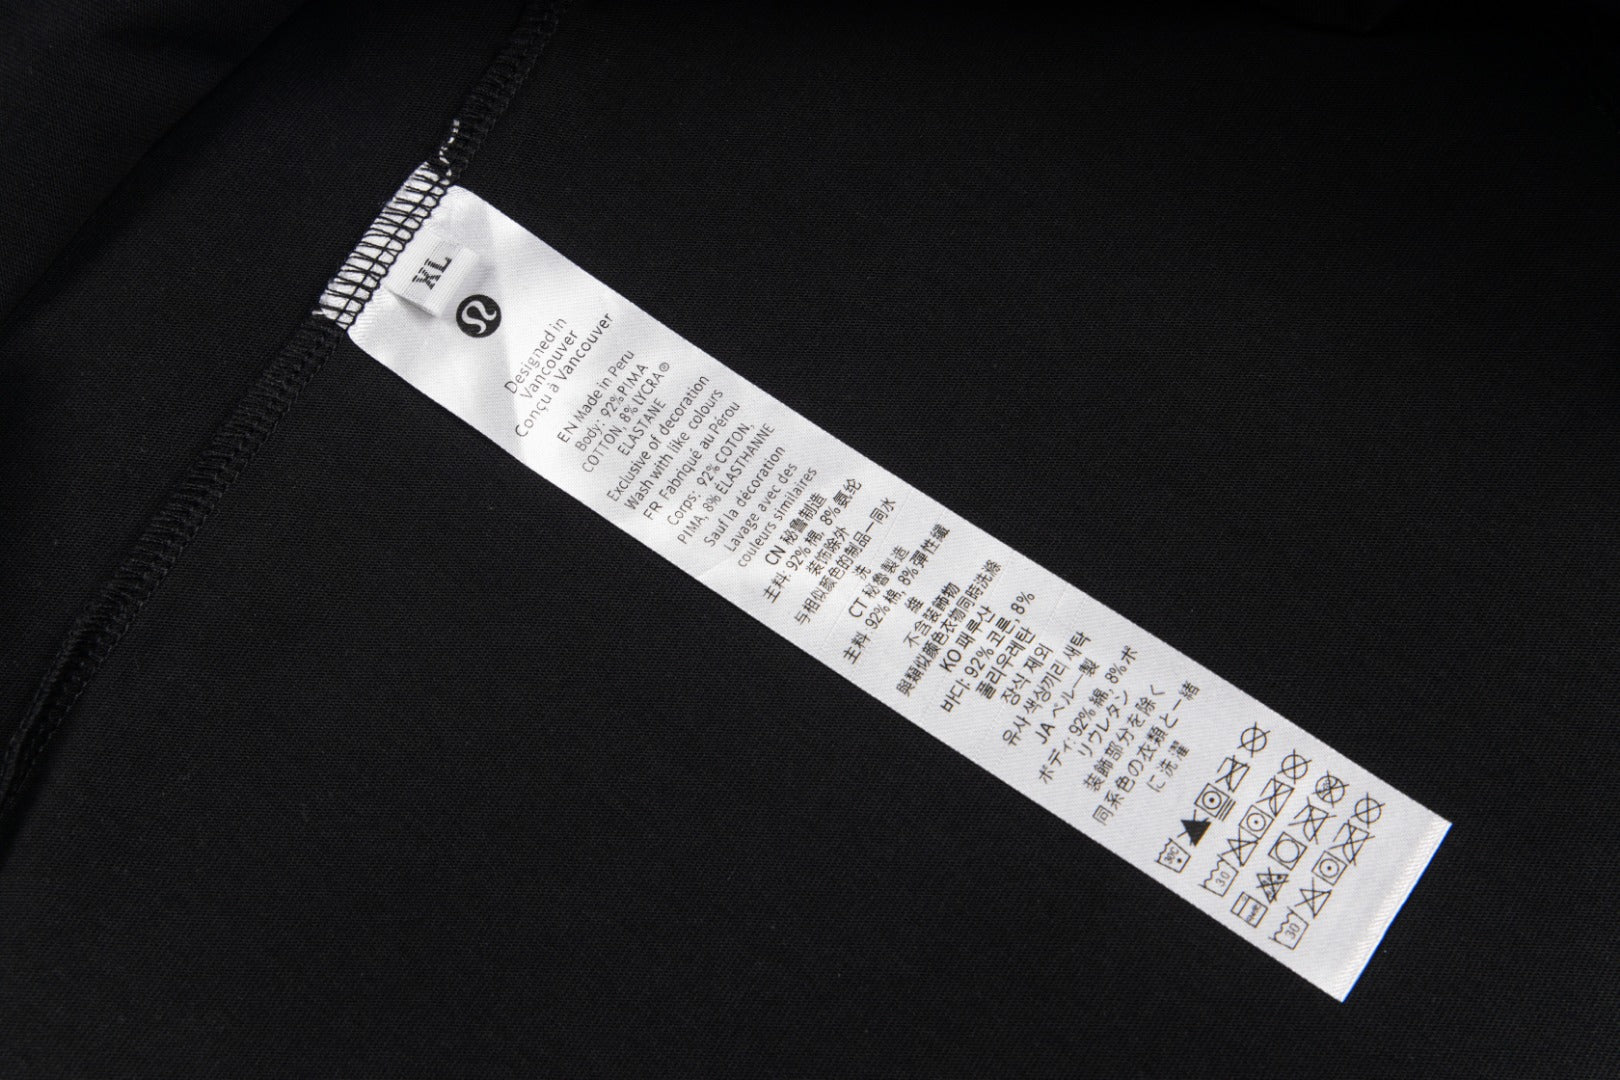 XL
Designed in
Vancouver
Conçu à Vancouver
EN Made in Peru
Body: 92% PIMA
COTTON, 8% LYCRA®
ELASTANE
Exclusive of decoration
Wash with like colours
FR Fabriqué au Pérou
Corps: 92% COTON,
PIMA, 8% ÉLASTHANNE
Sauf la décoration
Lavage avec des
couleurs similaires
CN 秘鲁制造
主料: 92% 棉, 8% 氨纶
装饰除外
与相似颜色的制品一同水
洗
CT 秘魯製造
主料: 92% 棉, 8% 彈性纖
維
不含裝飾物
與類似顏色衣物同時洗滌
KO 페루산
바디: 92% 코튼, 8%
폴리우레탄
장식 제외
유사 색상끼리 세탁
JA ペルー製
ボディ: 92% 綿, 8% ポ
リウレタン
装飾部分を除く
同系色の衣類と一緒
に洗濯
30°C
30
30